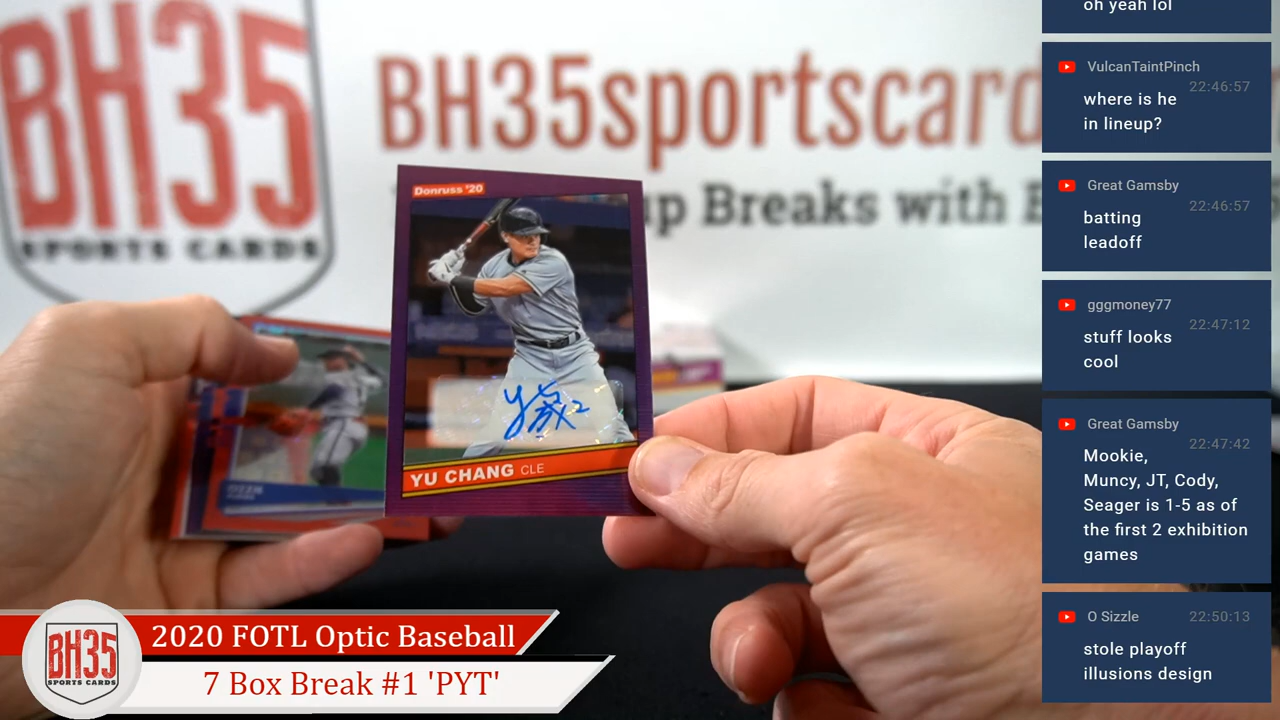 BH35
SPORTS CARDS
BH35sportscard
up Breaks with
Donruss '20
YU CHANG CLE
OZZIE
2020 FOTL Optic Baseball
7 Box Break #1 'PYT'
BH35
SPORTS CARDS
oh yeah lol
VulcanTaintPinch
22:46:57
where is he
in lineup?
Great Gamsby
22:46:57
batting
leadoff
gggmoney77
22:47:12
stuff looks
cool
Great Gamsby
22:47:42
Mookie,
Muncy, JT, Cody,
Seager is 1-5 as of
the first 2 exhibition
games
O Sizzle
22:50:13
stole playoff
illusions design